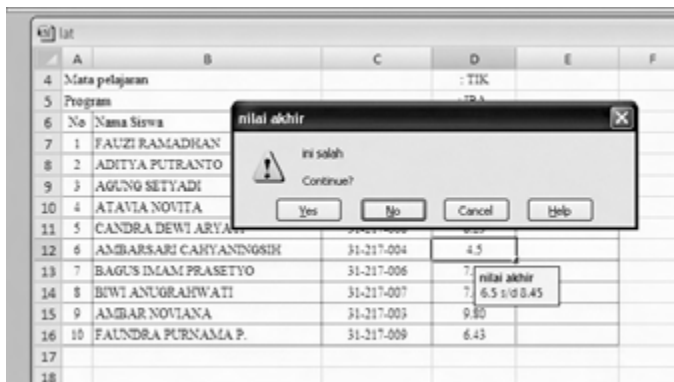 lat
A B C D E F
4 Mata pelajaran : TIK
5 Program
6 No Nama Siswa
7 1 FAUZI RAMADHAN
8 2 ADITYA PUTRANTO
9 3 AGUNG SETYADI
10 4 ATAVIA NOVITA
11 5 CANDRA DEWI
12 6 AMBARSARI CAHYANINGSIH 31-217-004 4.5
13 7 BAGUS IMAM PRASETYO 31-217-006
14 8 BIWI ANUGRAHWATI 31-217-007
15 9 AMBAR NOVIANA 31-217-003 9.80
16 10 FAUNDRA PURNAMA P. 31-217-009 6.43
17
18
nilai akhir
ini salah
Continue?
Yes No Cancel Help
nilai akhir
6.5 s/d 8.45